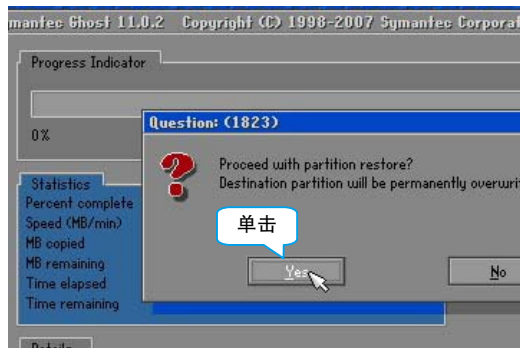 mantec Ghost 11.0.2 Copyright (C) 1998-2007 Symantec Corporat
Progress Indicator
0%
Question: (1823)
Proceed with partition restore?
Destination partition will be permanently overwrit
单击
Yes
No
Statistics
Percent complete
Speed (MB/min)
MB copied
MB remaining
Time elapsed
Time remaining
Details